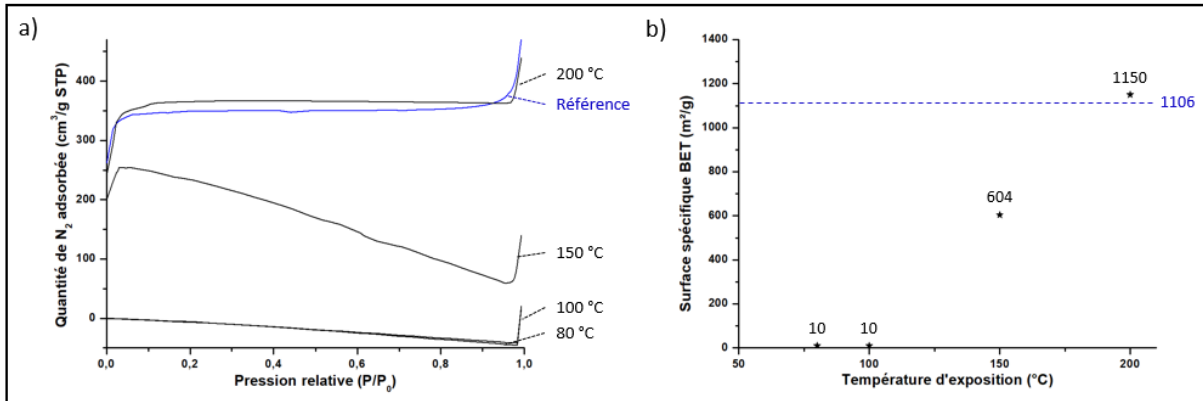 a)
Quantité de N2 adsorbée (cm³/g STP)
400
300
200
100
0
0,0
0,2
0,4
0,6
0,8
1,0
Pression relative (P/P0)
200 °C
Référence
150 °C
100 °C
80 °C
b)
Surface spécifique BET (m²/g)
1400
1200
1000
800
600
400
200
0
50
100
150
200
Température d'exposition (°C)
10
10
604
1150
1106